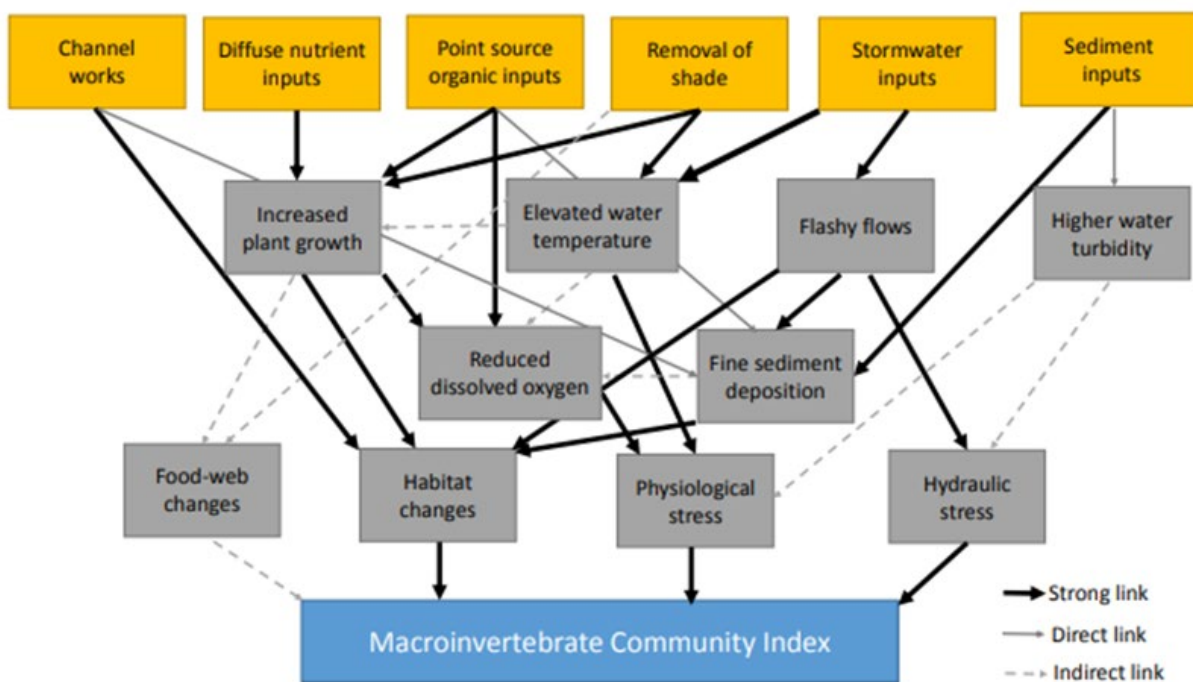 Channel
works
Diffuse nutrient
inputs
Point source
organic inputs
Removal of
shade
Stormwater
inputs
Sediment
inputs
Increased
plant growth
Elevated water
temperature
Flashy flows
Higher water
turbidity
Reduced
dissolved oxygen
Fine sediment
deposition
Food-web
changes
Habitat
changes
Physiological
stress
Hydraulic
stress
Macroinvertebrate Community Index
Strong link
Direct link
Indirect link